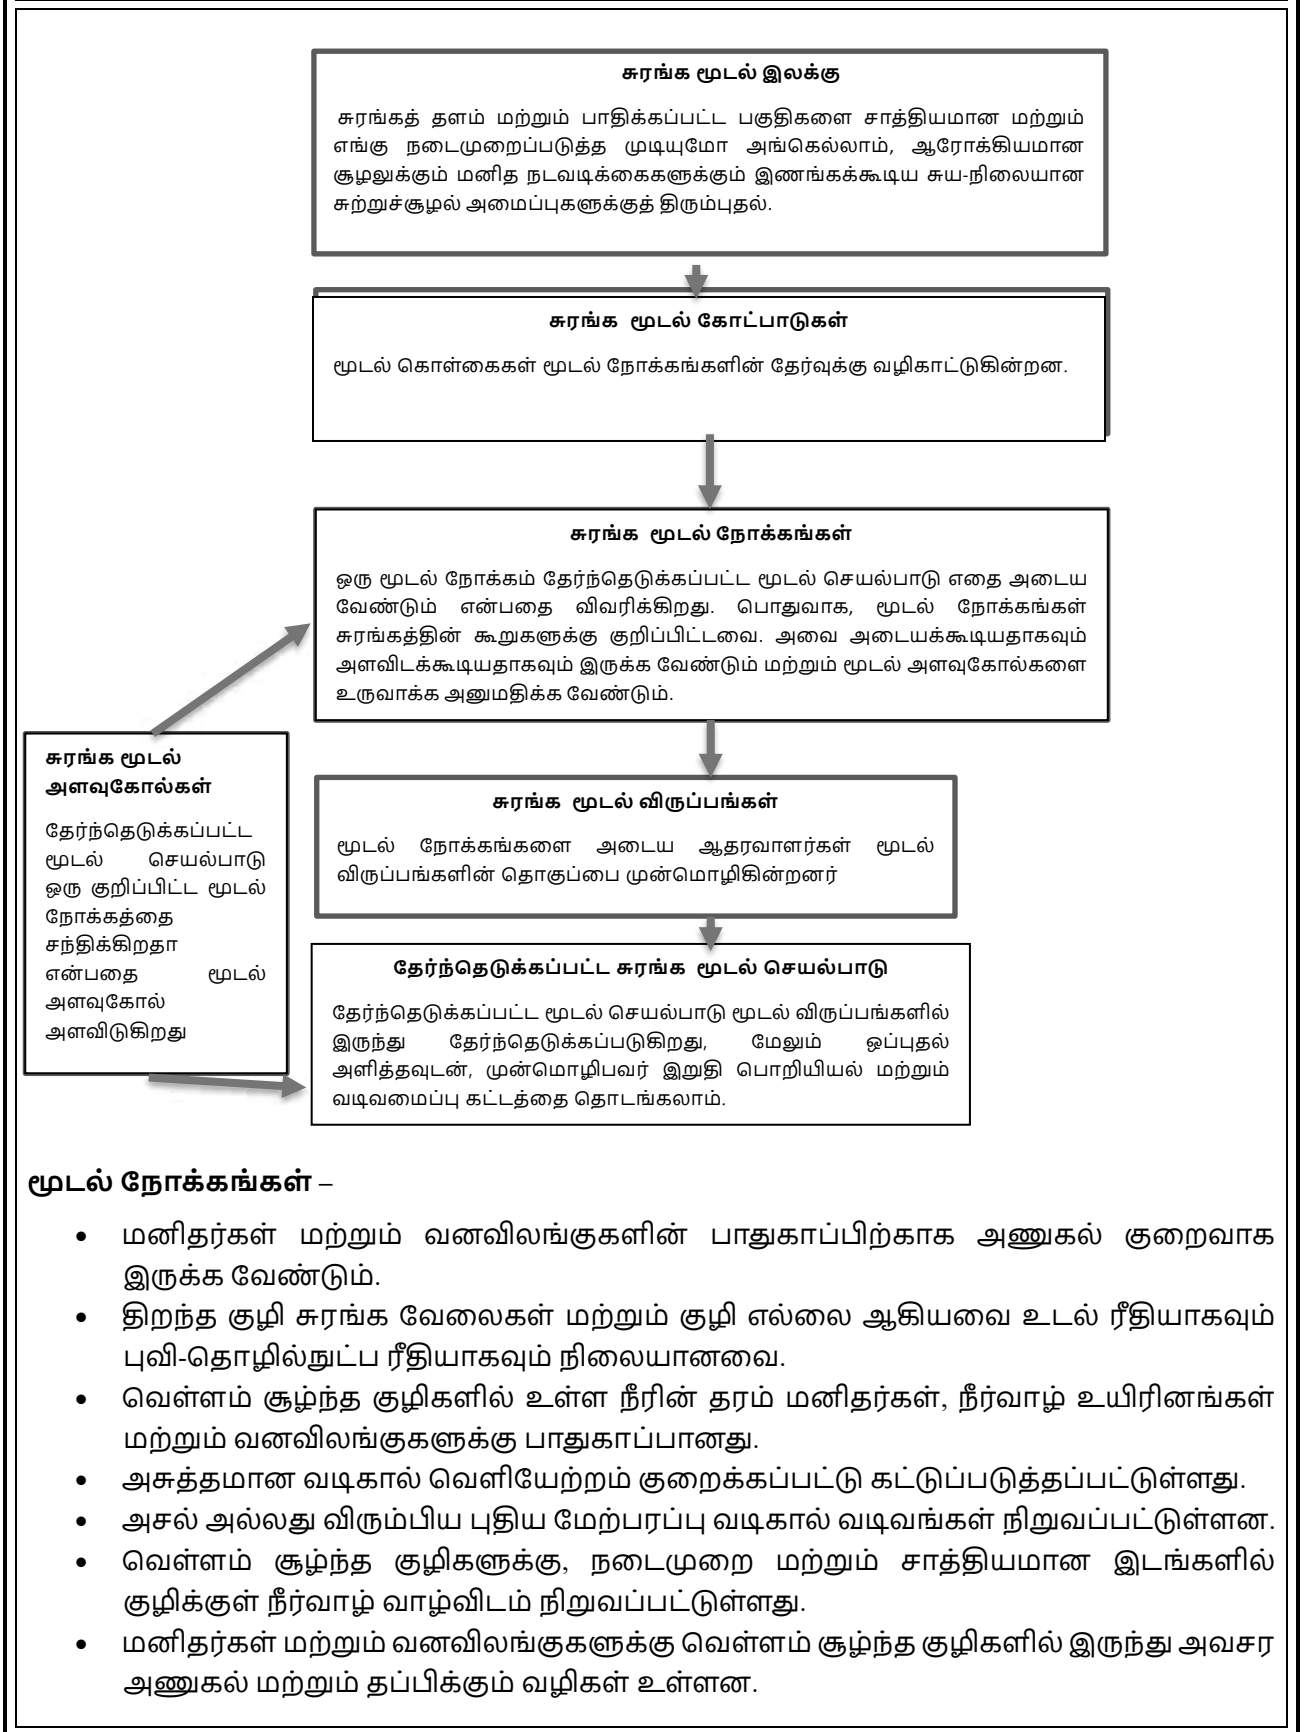 சுரங்க மூடல் இலக்கு
சுரங்கத் தளம் மற்றும் பாதிக்கப்பட்ட பகுதிகளை சாத்தியமான மற்றும்
எங்கு நடைமுறைப்படுத்த முடியுமோ அங்கெல்லாம், ஆரோக்கியமான
சூழலுக்கும் மனித நடவடிக்கைகளுக்கும் இணங்கக்கூடிய சுய-நிலையான
சுற்றுச்சூழல் அமைப்புகளுக்குத் திரும்புதல்.
சுரங்க மூடல் கோட்பாடுகள்
மூடல் கொள்கைகள் மூடல் நோக்கங்களின் தேர்வுக்கு வழிகாட்டுகின்றன.
சுரங்க மூடல் நோக்கங்கள்
ஒரு மூடல் நோக்கம் தேர்ந்தெடுக்கப்பட்ட மூடல் செயல்பாடு எதை அடைய
வேண்டும் என்பதை விவரிக்கிறது. பொதுவாக, மூடல் நோக்கங்கள்
சுரங்கத்தின் கூறுகளுக்கு குறிப்பிட்டவை. அவை அடையக்கூடியதாகவும்
அளவிடக்கூடியதாகவும் இருக்க வேண்டும் மற்றும் மூடல் அளவுகோல்களை
உருவாக்க அனுமதிக்க வேண்டும்.
சுரங்க மூடல்
அளவுகோல்கள்
தேர்ந்தெடுக்கப்பட்ட
மூடல் செயல்பாடு
ஒரு குறிப்பிட்ட மூடல்
நோக்கத்தை
சந்திக்கிறதா
என்பதை மூடல்
அளவுகோல்
அளவிடுகிறது
சுரங்க மூடல் விருப்பங்கள்
மூடல் நோக்கங்களை அடைய ஆதரவாளர்கள் மூடல்
விருப்பங்களின் தொகுப்பை முன்மொழிகின்றனர்
தேர்ந்தெடுக்கப்பட்ட சுரங்க மூடல் செயல்பாடு
தேர்ந்தெடுக்கப்பட்ட மூடல் செயல்பாடு மூடல் விருப்பங்களில்
இருந்து தேர்ந்தெடுக்கப்படுகிறது, மேலும் ஒப்புதல்
அளித்தவுடன், முன்மொழிபவர் இறுதி பொறியியல் மற்றும்
வடிவமைப்பு கட்டத்தை தொடங்கலாம்.
மூடல் நோக்கங்கள் –
• மனிதர்கள் மற்றும் வனவிலங்குகளின் பாதுகாப்பிற்காக அணுகல் குறைவாக
இருக்க வேண்டும்.
• திறந்த குழி சுரங்க வேலைகள் மற்றும் குழி எல்லை ஆகியவை உடல் ரீதியாகவும்
புவி-தொழில்நுட்ப ரீதியாகவும் நிலையானவை.
• வெள்ளம் சூழ்ந்த குழிகளில் உள்ள நீரின் தரம் மனிதர்கள், நீர்வாழ் உயிரினங்கள்
மற்றும் வனவிலங்குகளுக்கு பாதுகாப்பானது.
• அசுத்தமான வடிகால் வெளியேற்றம் குறைக்கப்பட்டு கட்டுப்படுத்தப்பட்டுள்ளது.
• அசல் அல்லது விரும்பிய புதிய மேற்பரப்பு வடிகால் வடிவங்கள் நிறுவப்பட்டுள்ளன.
• வெள்ளம் சூழ்ந்த குழிகளுக்கு, நடைமுறை மற்றும் சாத்தியமான இடங்களில்
குழிக்குள் நீர்வாழ் வாழ்விடம் நிறுவப்பட்டுள்ளது.
• மனிதர்கள் மற்றும் வனவிலங்குகளுக்கு வெள்ளம் சூழ்ந்த குழிகளில் இருந்து அவசர
அணுகல் மற்றும் தப்பிக்கும் வழிகள் உள்ளன.